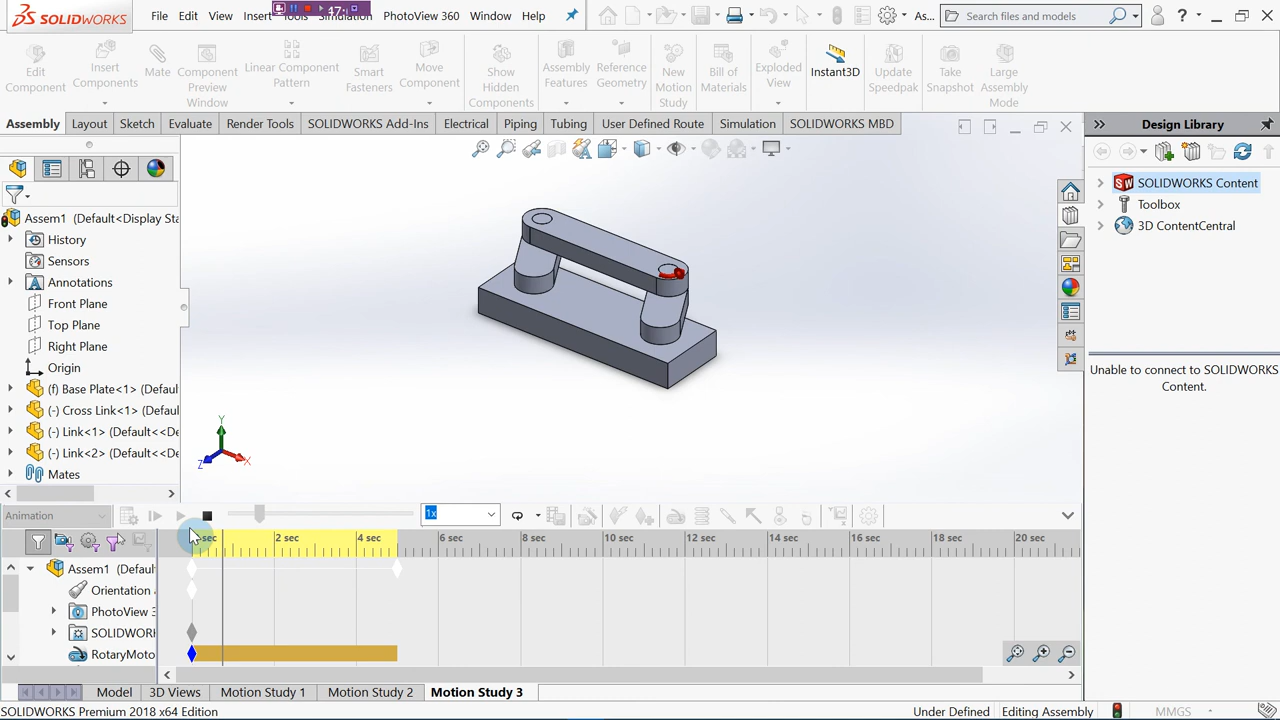 SOLIDWORKS
File Edit View Insert Tools Simulation PhotoView 360 Window Help
47
As...
Search files and models
?
Edit Component
Insert Components
Mate
Component Preview Window
Linear Component Pattern
Smart Fasteners
Move Component
Show Hidden Components
Assembly Features
Reference Geometry
New Motion Study
Bill of Materials
Exploded View
Instant3D
Update Speedpak
Take Snapshot
Large Assembly Mode
Assembly Layout Sketch Evaluate Render Tools SOLIDWORKS Add-Ins Electrical Piping Tubing User Defined Route Simulation SOLIDWORKS MBD
Design Library
SOLIDWORKS Content
Toolbox
3D ContentCentral
Unable to connect to SOLIDWORKS
Content.
Assem1 (Default<Display Sta
History
Sensors
Annotations
Front Plane
Top Plane
Right Plane
Origin
(f) Base Plate<1> (Defaul
(-) Cross Link<1> (Defaul
(-) Link<1> (Default<<De
(-) Link<2> (Default<<De
Mates
Y
Z
X
Animation
1x
sec 2 sec 4 sec 6 sec 8 sec 10 sec 12 sec 14 sec 16 sec 18 sec 20 sec
Assem1 (Defaul
Orientation
PhotoView 3
SOLIDWORK
RotaryMoto
Model 3D Views Motion Study 1 Motion Study 2 Motion Study 3
SOLIDWORKS Premium 2018 x64 Edition
Under Defined Editing Assembly MMGS